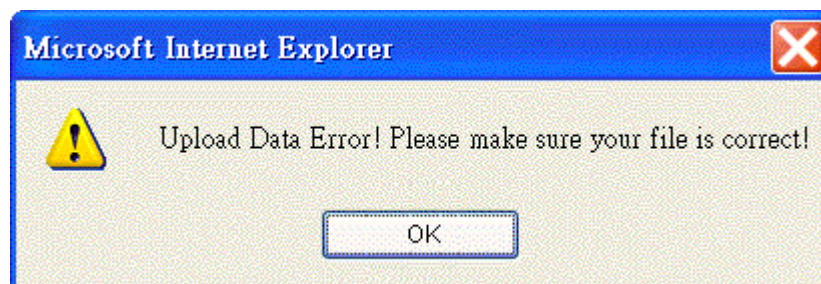 Microsoft Internet Explorer
Upload Data Error! Please make sure your file is correct!
OK